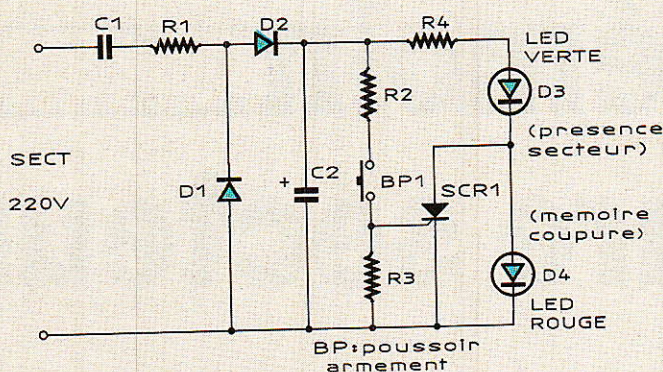 C1
R1
D2
R4
LED
VERTE
D3
R2
(presence
secteur)
SECT
220V
D1
+
C2
BP1
SCR1
(memoire
coupure)
R3
D4
LED
ROUGE
BP:poussoir
armement